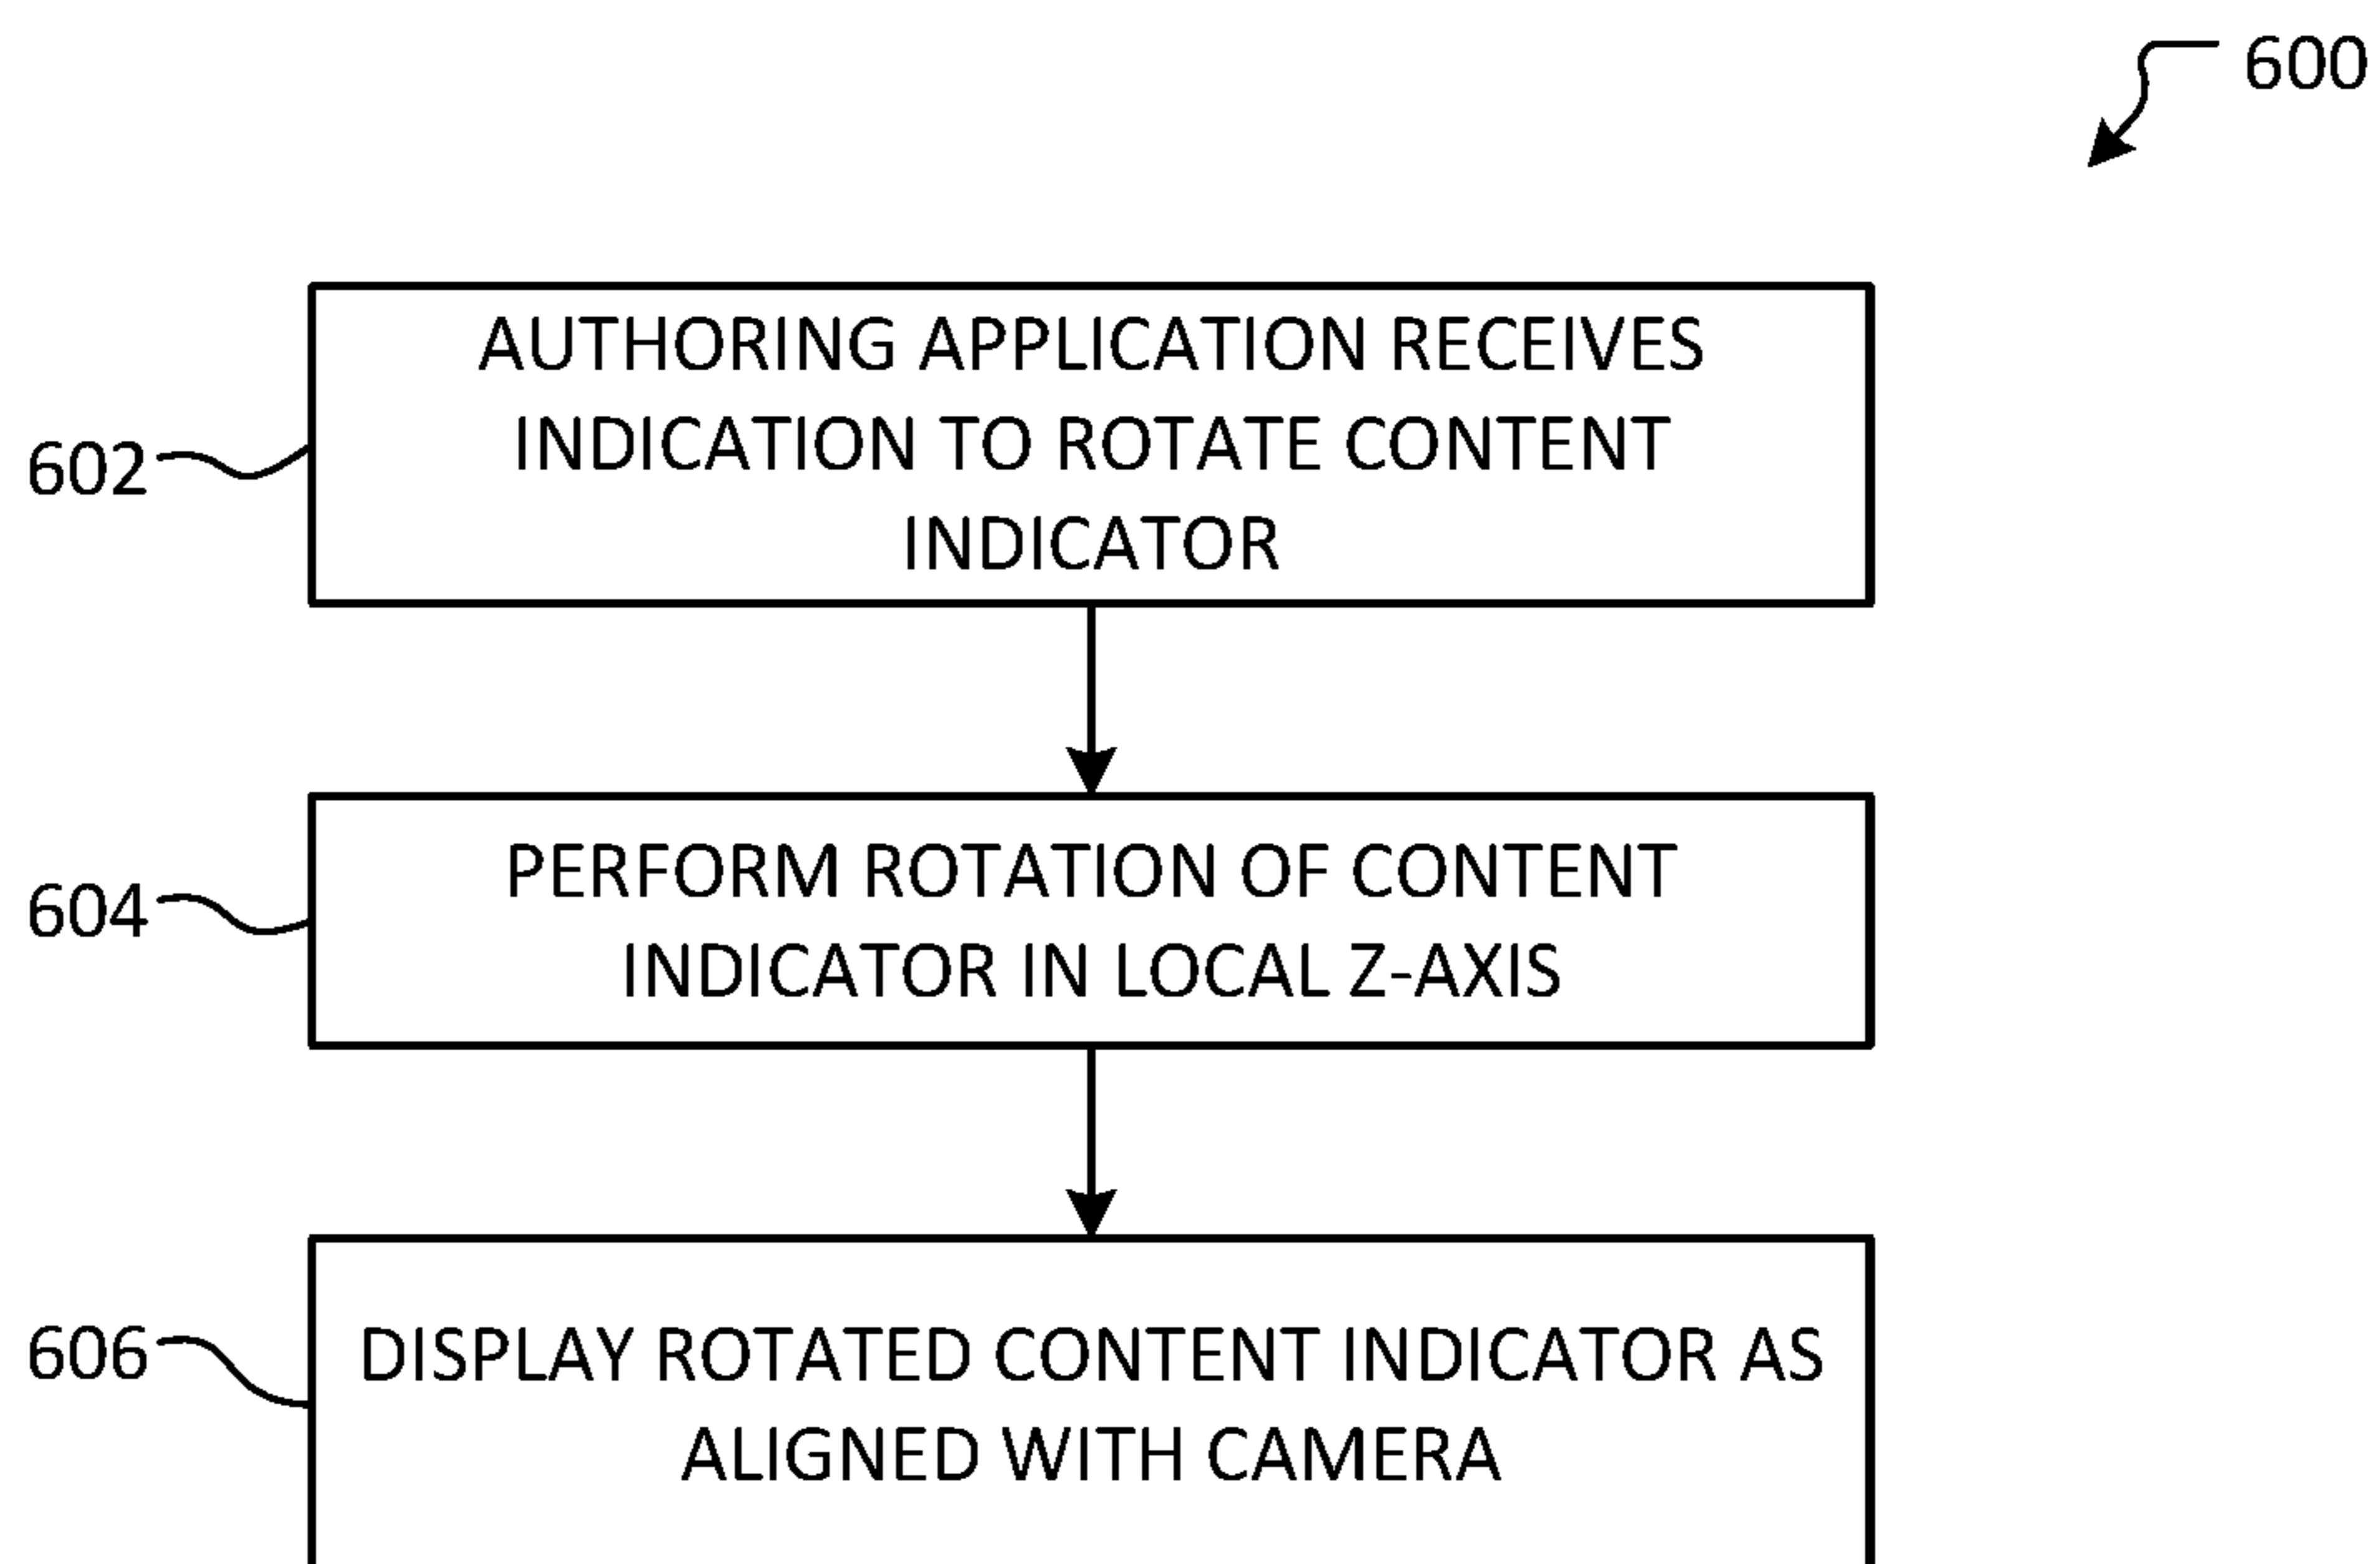 600
AUTHORING APPLICATION RECEIVES
INDICATION TO ROTATE CONTENT
INDICATOR
602
PERFORM ROTATION OF CONTENT
INDICATOR IN LOCAL Z-AXIS
604
DISPLAY ROTATED CONTENT INDICATOR AS
ALIGNED WITH CAMERA
606